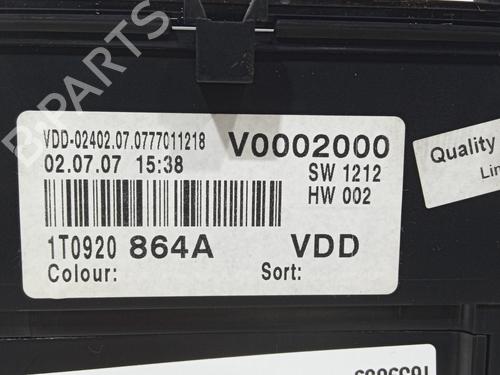 B-PARTS
VDD-02402.07.0777011218 V0002000
02.07.07 15:38 SW 1212
HW 002
1T0920 864A VDD
Colour: Sort:
Quality